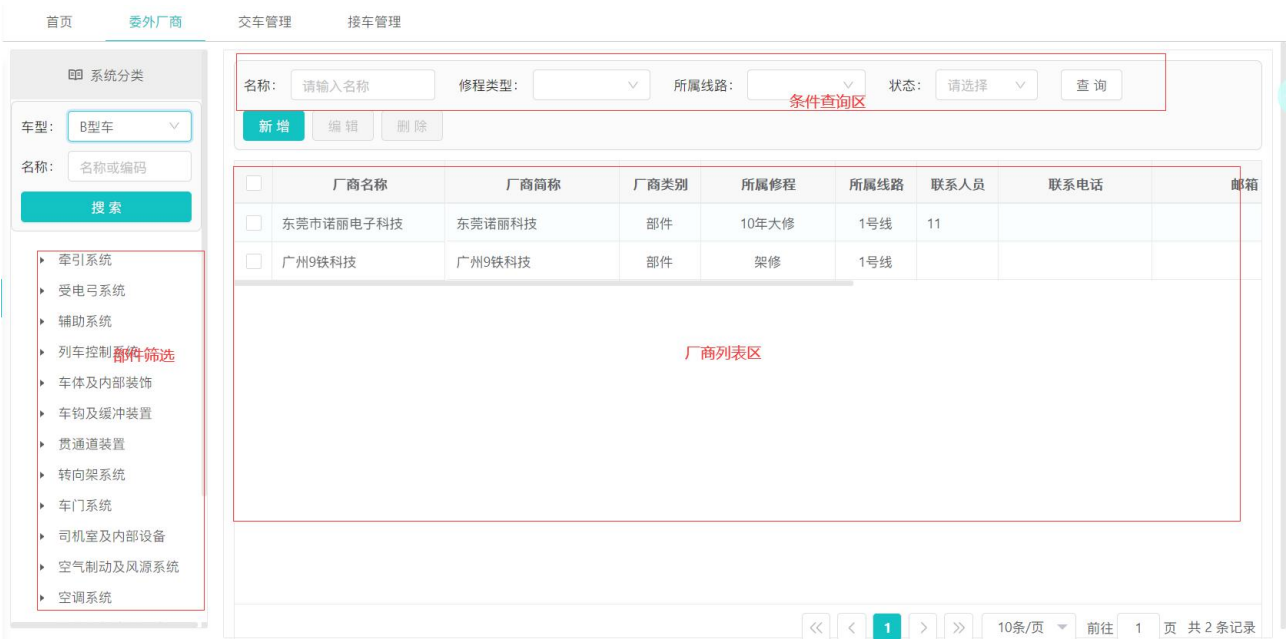 首页 委外厂商 交车管理 接车管理
系统分类
车型： B型车
名称： 名称或编码
搜索
牵引系统
受电弓系统
辅助系统
列车控制系统
部件筛选
车体及内部装饰
车钩及缓冲装置
贯通道装置
转向架系统
车门系统
司机室及内部设备
空气制动及风源系统
空调系统
名称： 请输入名称 修程类型： 所属线路： 状态： 请选择 查询
条件查询区
新增 编辑 删除
厂商名称 厂商简称 厂商类别 所属修程 所属线路 联系人员 联系电话 邮箱
东莞市诺丽电子科技 东莞诺丽科技 部件 10年大修 1号线 11
广州9铁科技 广州9铁科技 部件 架修 1号线
厂商列表区
1 10条/页 前往 1 页 共 2 条记录